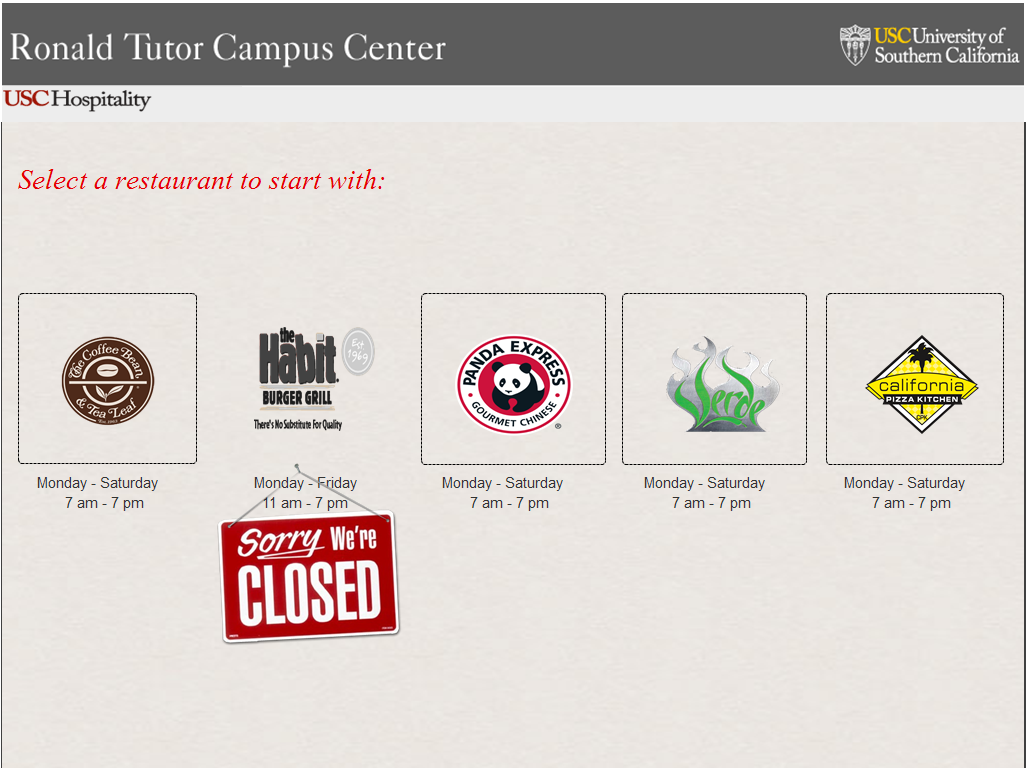 Ronald Tutor Campus Center
USC University of
Southern California
USC Hospitality
Select a restaurant to start with:
The Coffee Bean
& Tea Leaf
the
Habit
BURGER GRILL
There's No Substitute For Quality
Est
1969
PANDA EXPRESS
GOURMET CHINESE
®
Verde
california
PIZZA KITCHEN
CPK
Monday - Saturday
7 am - 7 pm
Monday - Friday
11 am - 7 pm
Monday - Saturday
7 am - 7 pm
Monday - Saturday
7 am - 7 pm
Monday - Saturday
7 am - 7 pm
Sorry We're
CLOSED